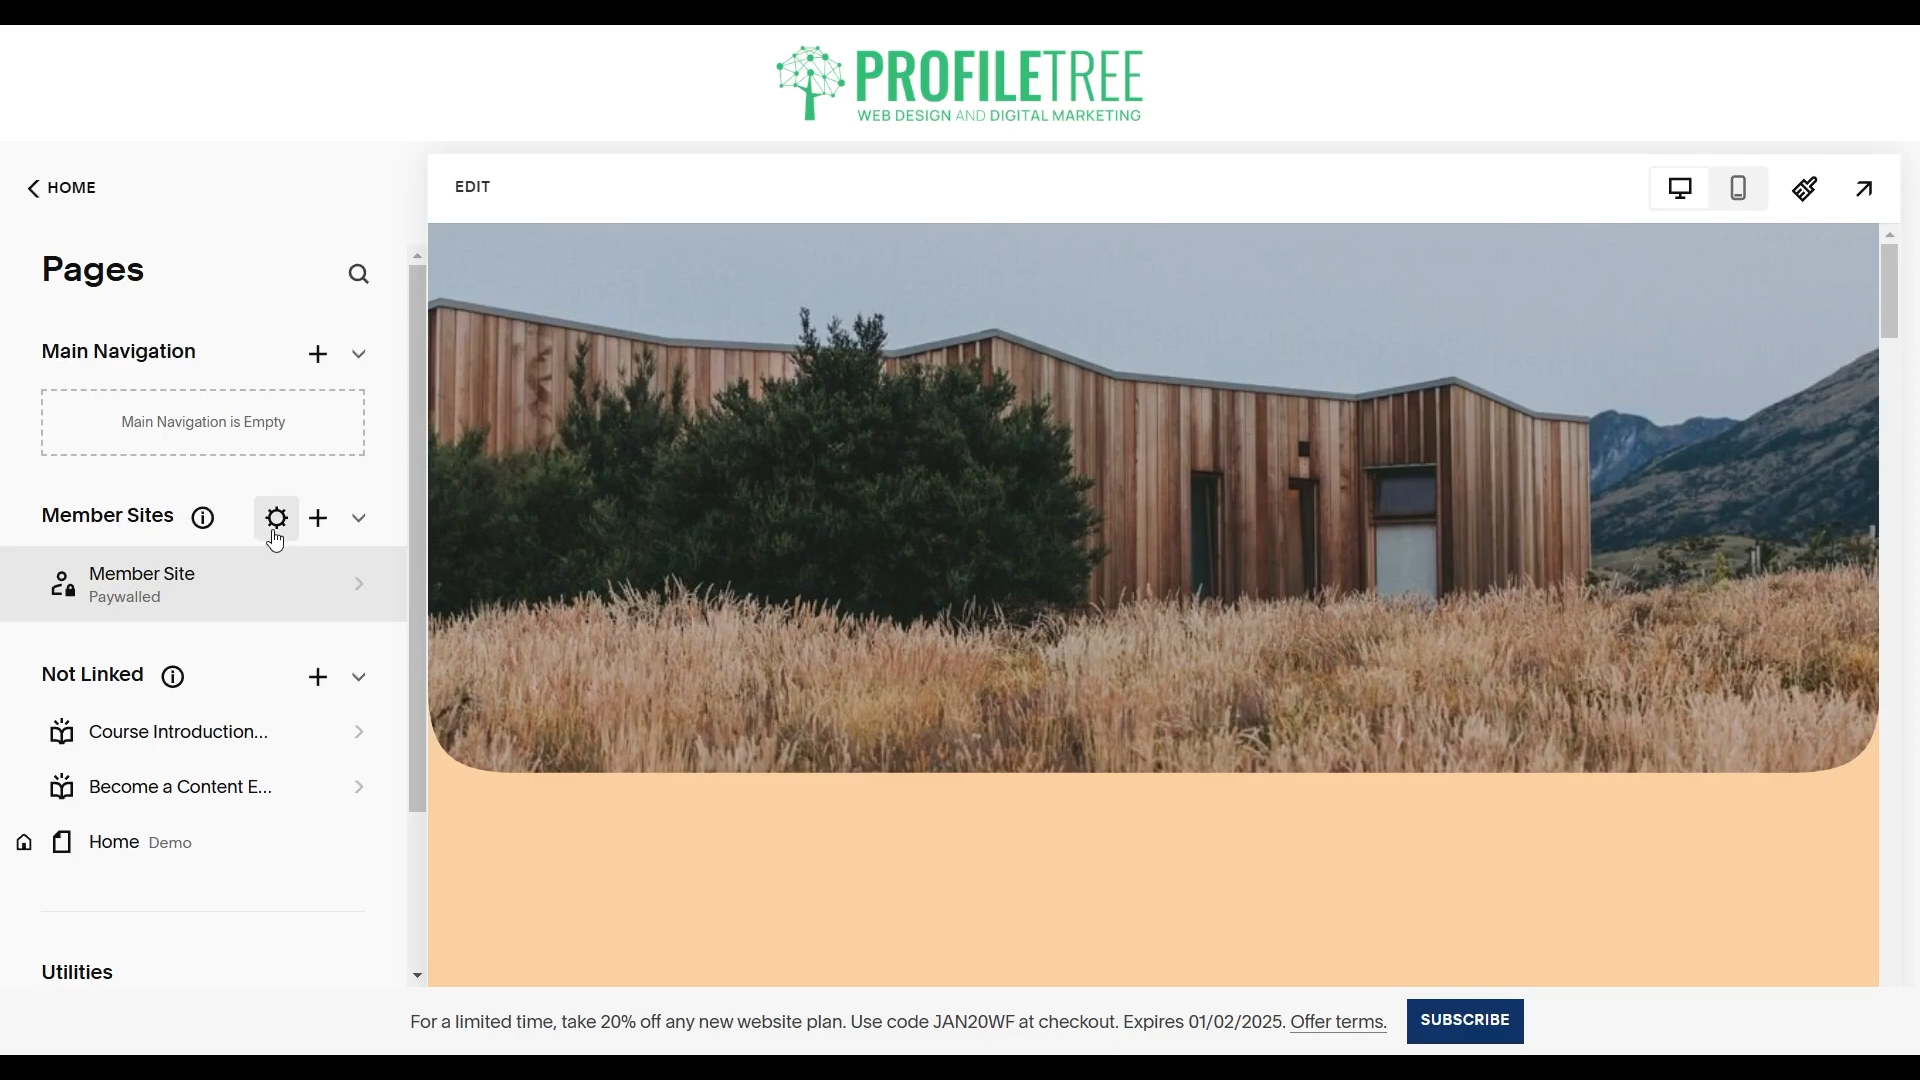 PROFILETREE
WEB DESIGN AND DIGITAL MARKETING
HOME
EDIT
Pages
Main Navigation
Main Navigation is Empty
Member Sites
Member Site
Paywalled
Not Linked
Course Introduction...
Become a Content E...
Home Demo
Utilities
For a limited time, take 20% off any new website plan. Use code JAN20WF at checkout. Expires 01/02/2025. Offer terms.
SUBSCRIBE